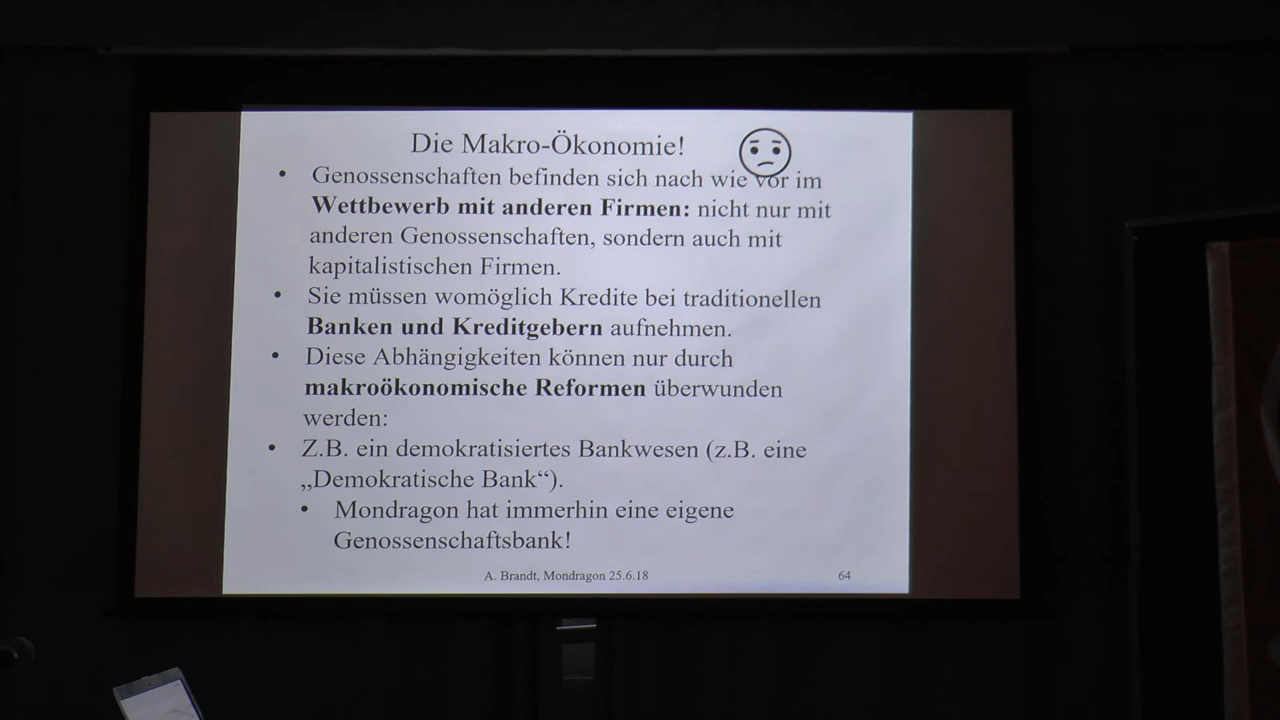 Die Makro-Ökonomie!
• Genossenschaften befinden sich nach wie vor im
Wettbewerb mit anderen Firmen: nicht nur mit
anderen Genossenschaften, sondern auch mit
kapitalistischen Firmen.
• Sie müssen womöglich Kredite bei traditionellen
Banken und Kreditgebern aufnehmen.
• Diese Abhängigkeiten können nur durch
makroökonomische Reformen überwunden
werden:
• Z.B. ein demokratisiertes Bankwesen (z.B. eine
„Demokratische Bank“).
• Mondragon hat immerhin eine eigene
Genossenschaftsbank!
A. Brandt, Mondragon 25.6.18 64